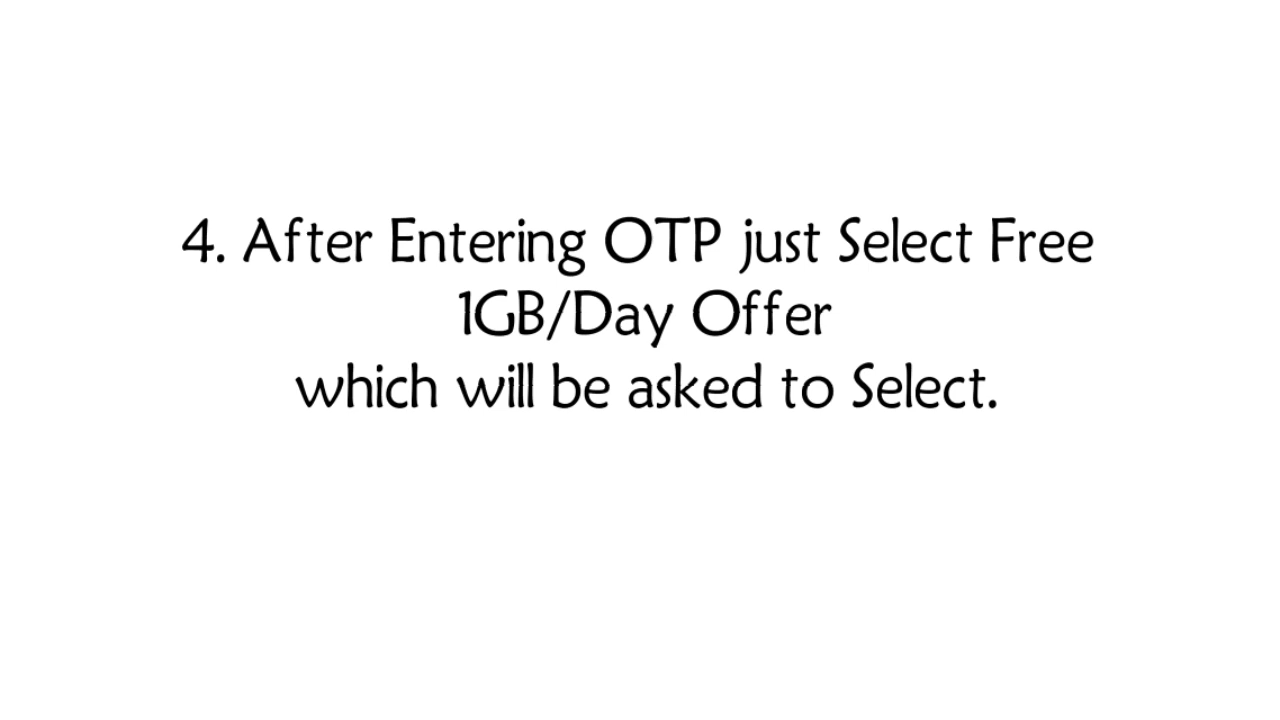 4. After Entering OTP just Select Free
1GB/Day Offer
which will be asked to Select.